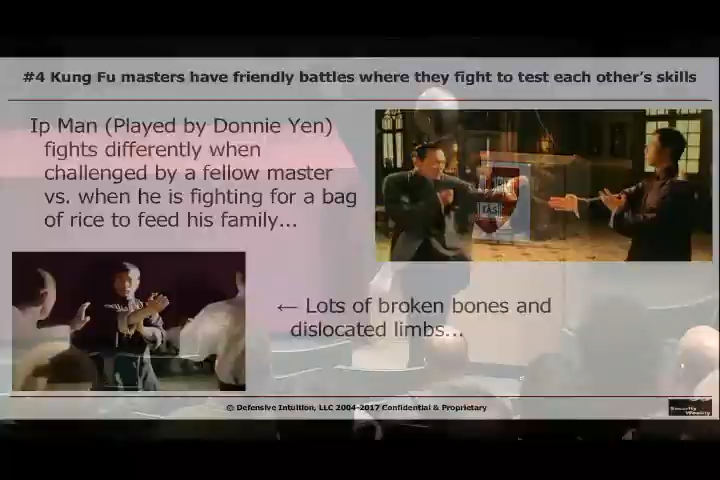 #4 Kung Fu masters have friendly battles where they fight to test each other's skills
Ip Man (Played by Donnie Yen)
fights differently when
challenged by a fellow master
vs. when he is fighting for a bag
of rice to feed his family...
← Lots of broken bones and
dislocated limbs...
© Defensive Intuition, LLC 2004-2017 Confidential & Proprietary